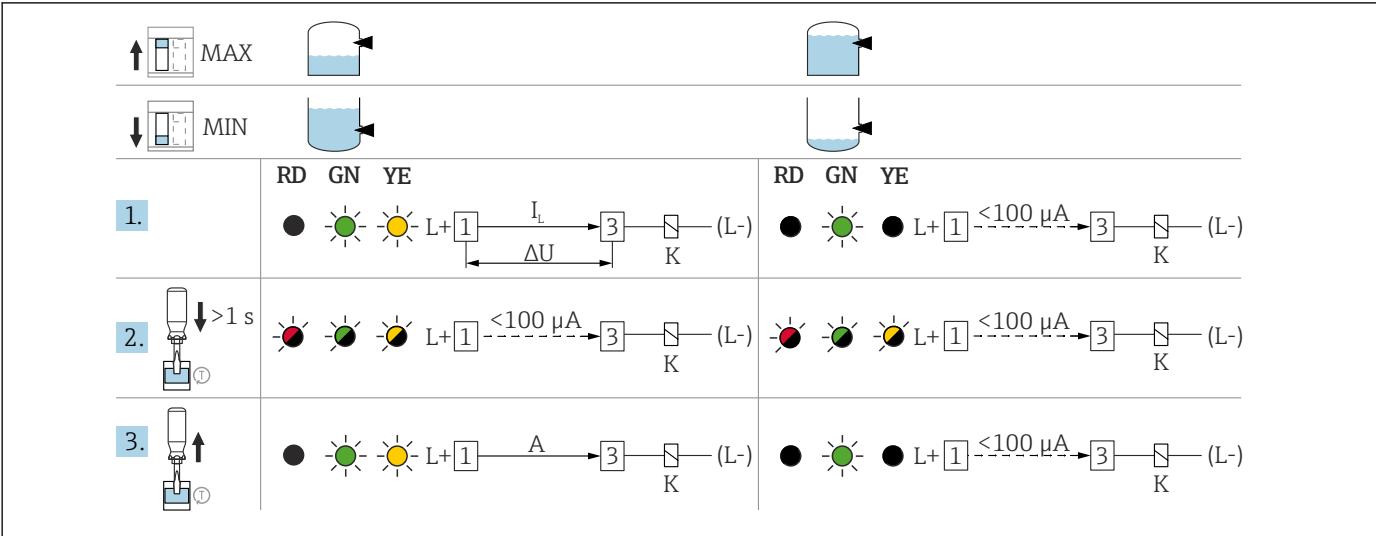 MAX
MIN
RD GN YE RD GN YE
1. L+ 1 I_L 3 (L-) L+ 1 <100 µA 3 (L-)
ΔU K K
2. >1 s L+ 1 <100 µA 3 (L-) L+ 1 <100 µA 3 (L-)
T K K
3. L+ 1 A 3 (L-) L+ 1 <100 µA 3 (L-)
T K K